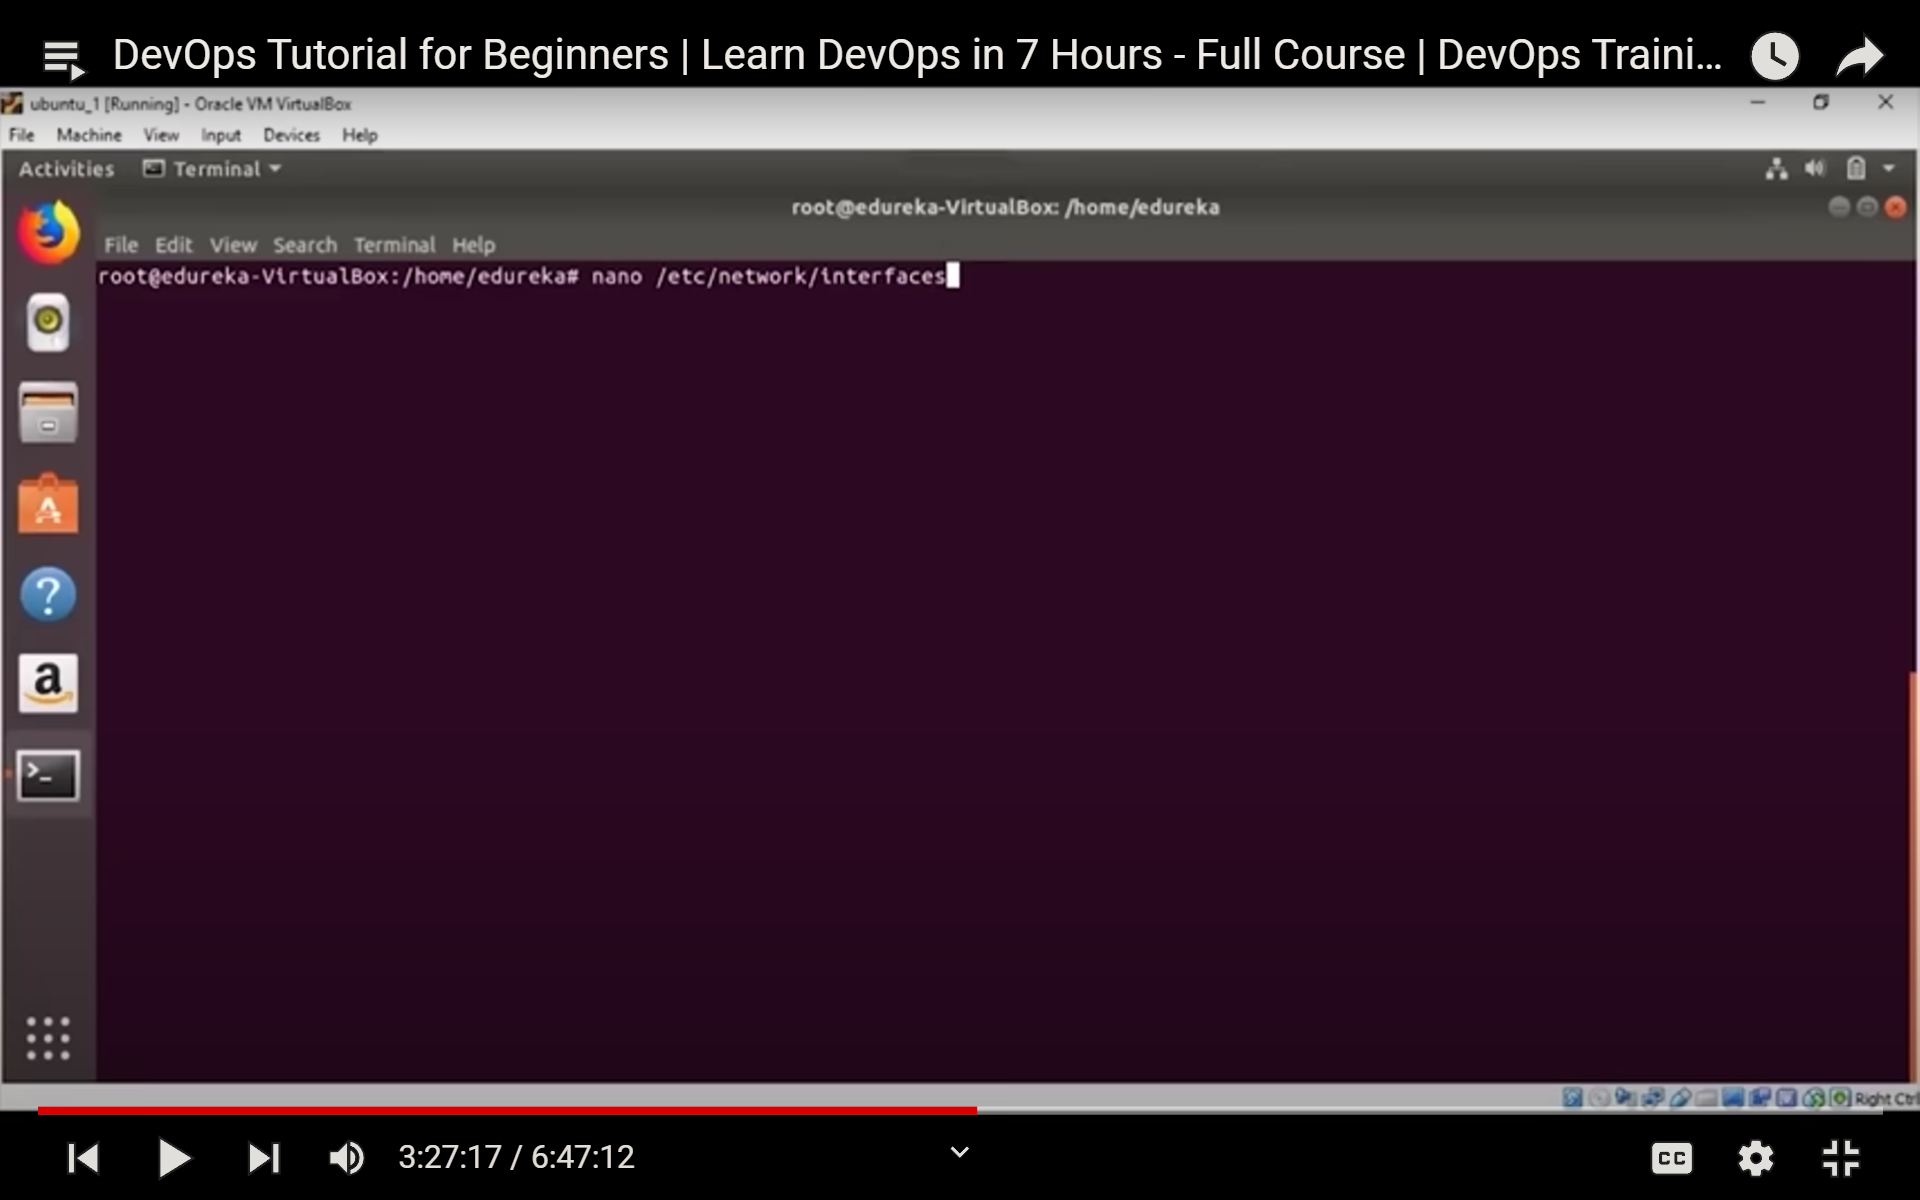 DevOps Tutorial for Beginners | Learn DevOps in 7 Hours - Full Course | DevOps Traini...
ubuntu_1 [Running] - Oracle VM VirtualBox
File Machine View Input Devices Help
Activities Terminal
root@edureka-VirtualBox: /home/edureka
File Edit View Search Terminal Help
root@edureka-VirtualBox:/home/edureka# nano /etc/network/interfaces
A
?
a
>_
Right Ctrl
3:27:17 / 6:47:12
CC